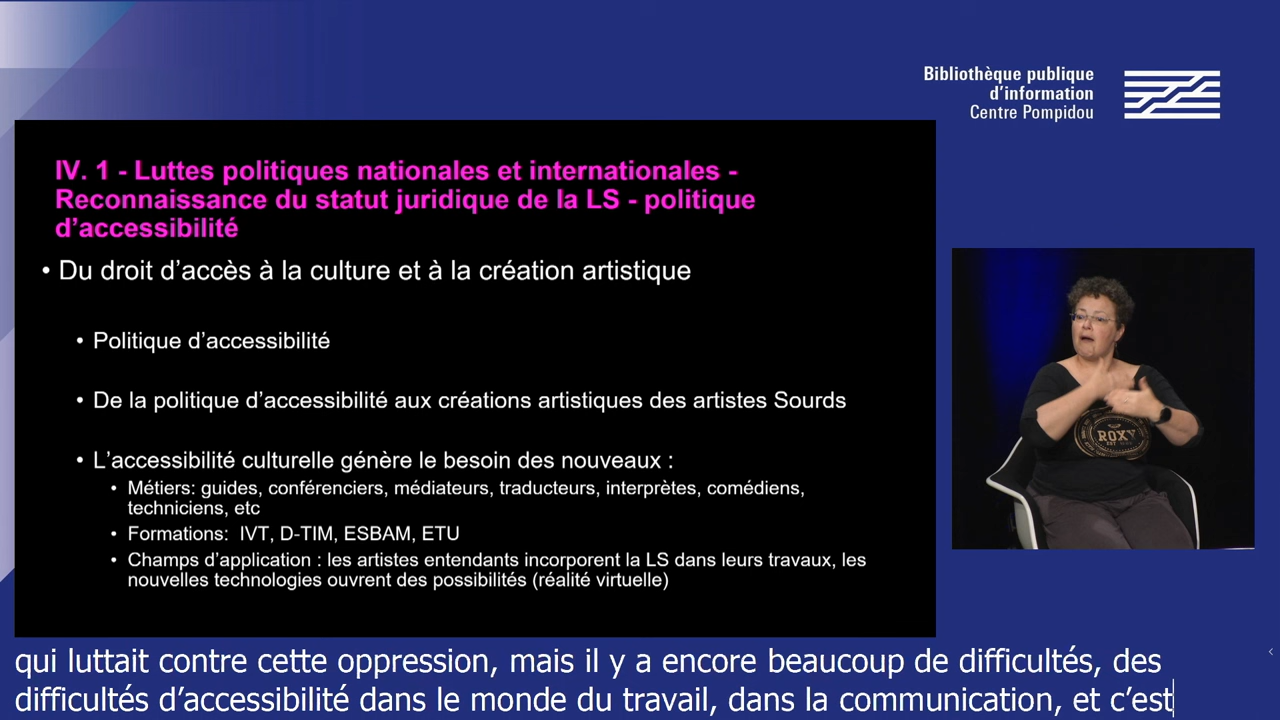 Bibliothèque publique
d'information
Centre Pompidou
IV. 1 - Luttes politiques nationales et internationales -
Reconnaissance du statut juridique de la LS - politique
d'accessibilité
• Du droit d'accès à la culture et à la création artistique
• Politique d'accessibilité
• De la politique d'accessibilité aux créations artistiques des artistes Sourds
• L'accessibilité culturelle génère le besoin des nouveaux :
• Métiers: guides, conférenciers, médiateurs, traducteurs, interprètes, comédiens,
techniciens, etc
• Formations: IVT, D-TIM, ESBAM, ETU
• Champs d'application : les artistes entendants incorporent la LS dans leurs travaux, les
nouvelles technologies ouvrent des possibilités (réalité virtuelle)
ROXY
qui luttait contre cette oppression, mais il y a encore beaucoup de difficultés, des
difficultés d'accessibilité dans le monde du travail, dans la communication, et c'est